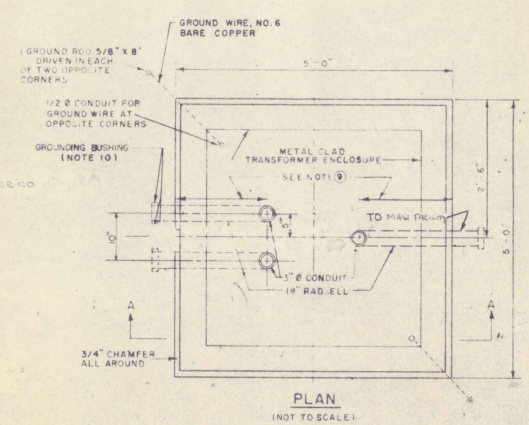 GROUND WIRE, NO. 6
BARE COPPER
1 GROUND ROD 5/8" X 8'
DRIVEN IN EACH
OF TWO OPPOSITE
CORNERS
5'-0"
1/2 Ø CONDUIT FOR
GROUND WIRE AT
OPPOSITE CORNERS
GROUNDING BUSHING
(NOTE 10)
METAL CLAD
TRANSFORMER ENCLOSURE
SEE NOTE 9
2'-6"
5'-0"
TO MAIN FACILITY
10"
5"
3" Ø CONDUIT
18" RAD. ELL
A
A
3/4" CHAMFER
ALL AROUND
PLAN
(NOT TO SCALE)